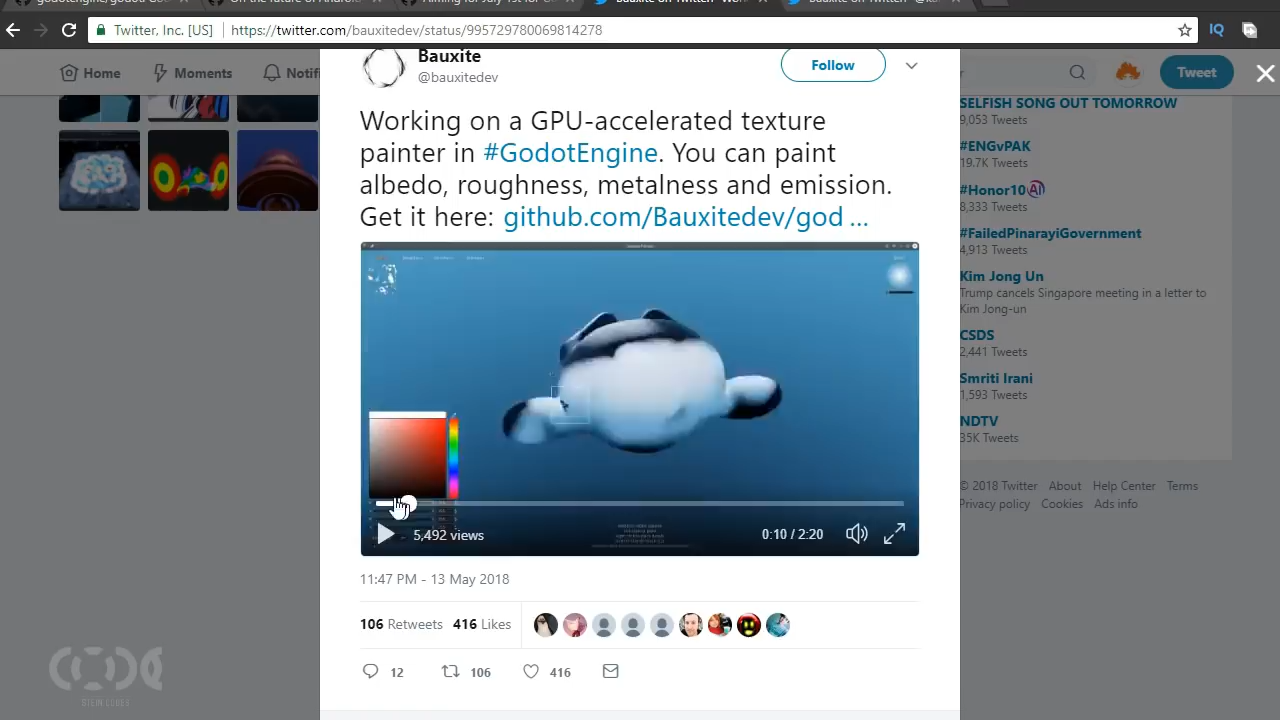 Twitter, Inc. [US] https://twitter.com/bauxitedev/status/995729780069814278
Home Moments Notifi Tweet
Bauxite
@bauxitedev
Follow
Working on a GPU-accelerated texture
painter in #GodotEngine. You can paint
albedo, roughness, metalness and emission.
Get it here: github.com/Bauxitedev/god ...
5,492 views 0:10 / 2:20
11:47 PM - 13 May 2018
106 Retweets 416 Likes
12 106 416
SELFISH SONG OUT TOMORROW
9,053 Tweets
#ENGvPAK
19.7K Tweets
#Honor10
8,333 Tweets
#FailedPinarayiGovernment
4,913 Tweets
Kim Jong Un
Trump cancels Singapore meeting in a letter to
Kim Jong-un
CSDS
2,441 Tweets
Smriti Irani
1,593 Tweets
NDTV
35K Tweets
© 2018 Twitter About Help Center Terms
Privacy policy Cookies Ads info
STEIN CODES